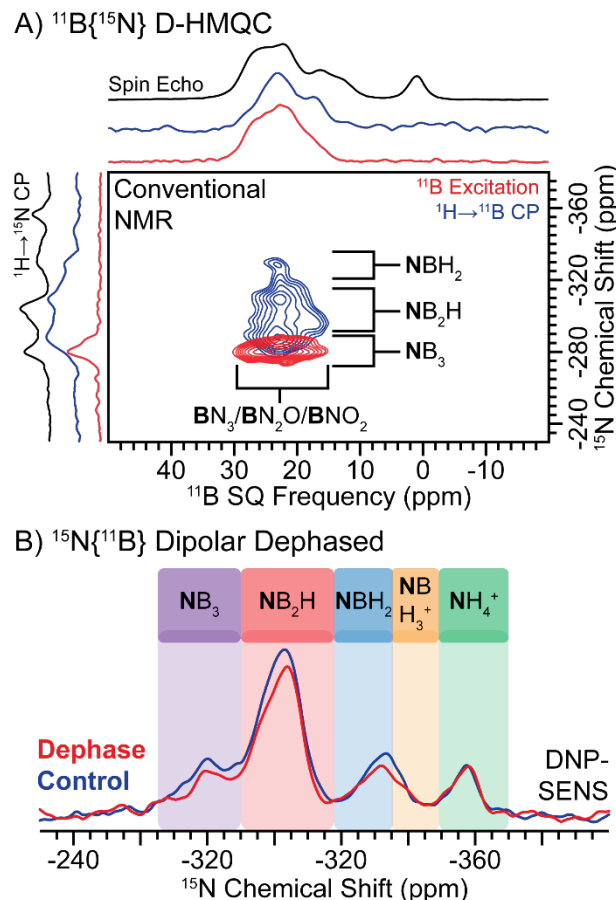 A) ¹¹B{¹⁵N} D-HMQC
Spin Echo
¹H→¹⁵N CP
Conventional
NMR
¹¹B Excitation
¹H→¹¹B CP
NBH₂
NB₂H
NB₃
BN₃/BN₂O/BNO₂
-360
-320
-280
-240
¹⁵N Chemical Shift (ppm)
50 40 30 20 10 0 -10
¹¹B SQ Frequency (ppm)
B) ¹⁵N{¹¹B} Dipolar Dephased
NB₃ NB₂H NBH₂ NB H₃⁺ NH₄⁺
Dephase
Control
DNP-
SENS
-240 -320 -320 -360
¹⁵N Chemical Shift (ppm)